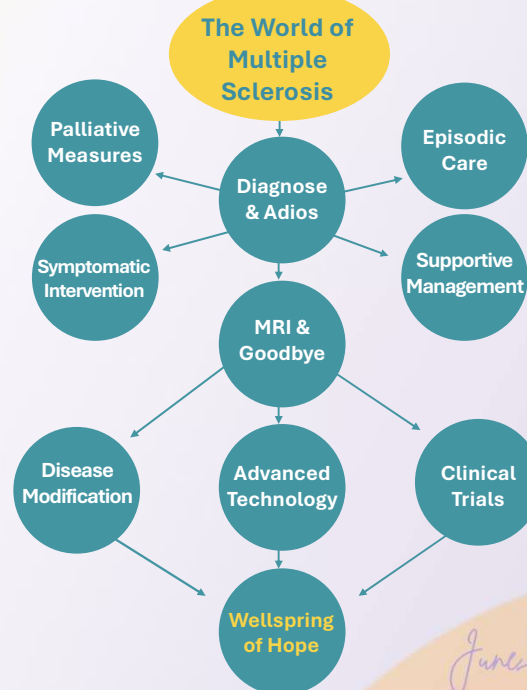 The World of
Multiple
Sclerosis
Palliative
Measures
Episodic
Care
Diagnose
& Adios
Symptomatic
Intervention
Supportive
Management
MRI &
Goodbye
Disease
Modification
Advanced
Technology
Clinical
Trials
Wellspring
of Hope